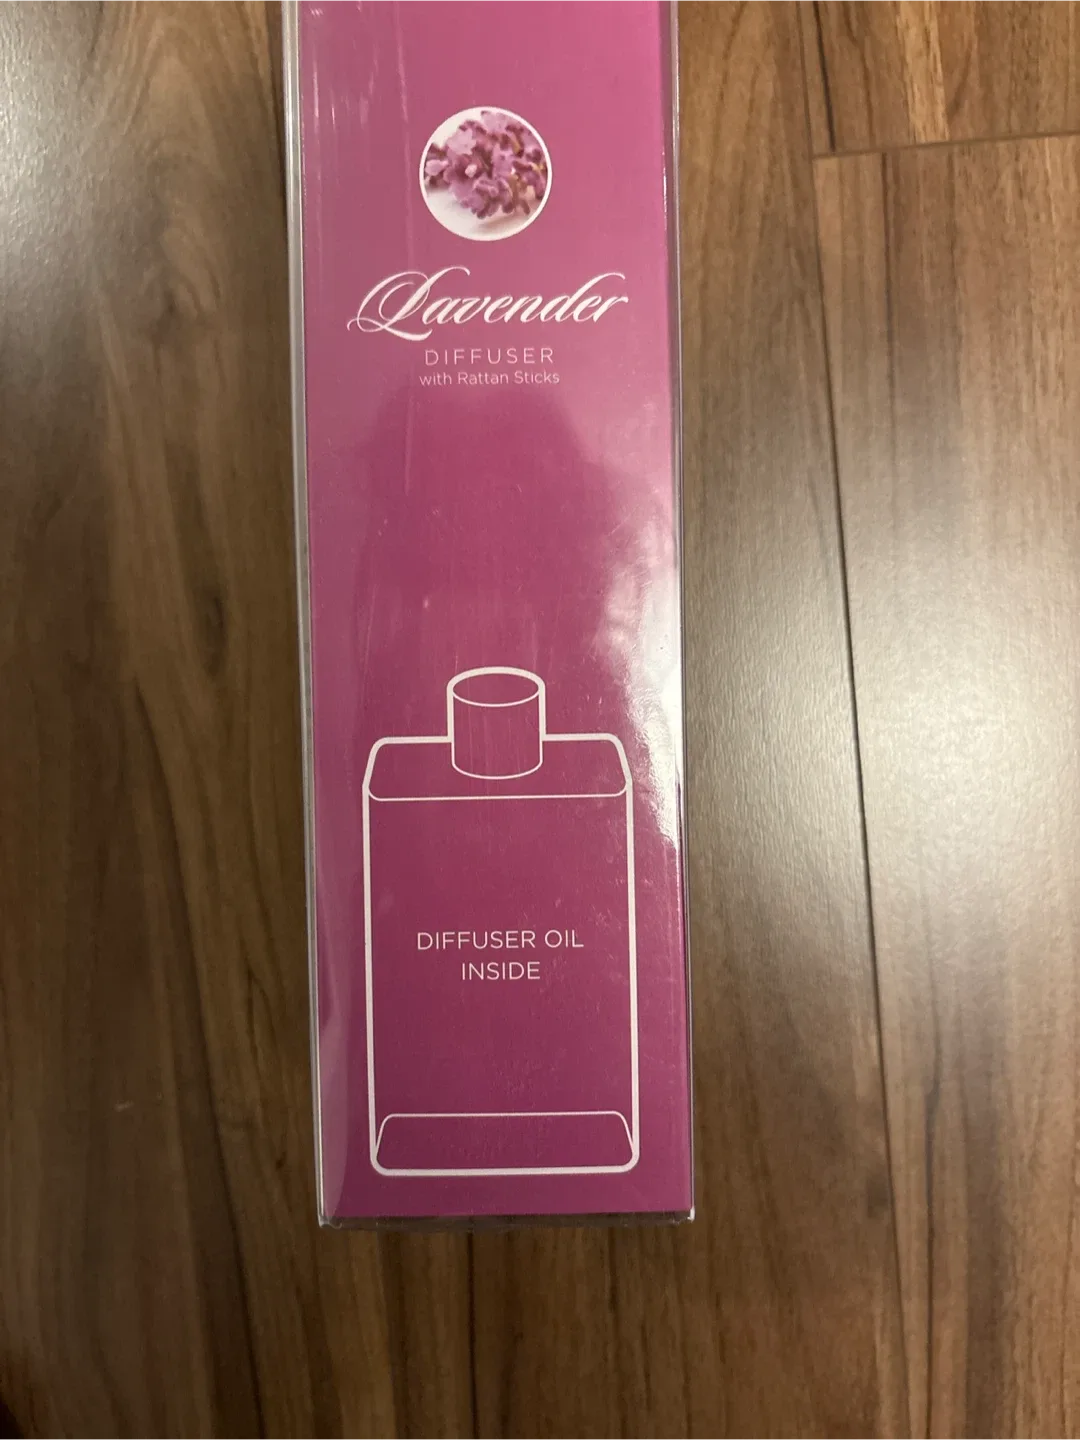 Lavender
DIFFUSER
with Rattan Sticks
DIFFUSER OIL
INSIDE